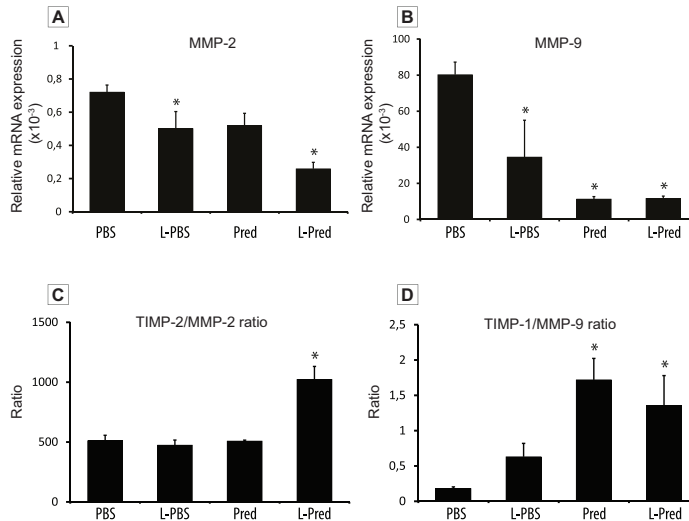 A
MMP-2
Relative mRNA expression
(x10-3)
1
0,8
0,6
0,4
0,2
0
*
*
PBS
L-PBS
Pred
L-Pred
B
MMP-9
Relative mRNA expression
(x10-3)
100
80
60
40
20
0
*
*
*
PBS
L-PBS
Pred
L-Pred
C
TIMP-2/MMP-2 ratio
Ratio
1500
1000
500
0
*
PBS
L-PBS
Pred
L-Pred
D
TIMP-1/MMP-9 ratio
Ratio
2,5
2
1,5
1
0,5
0
*
*
PBS
L-PBS
Pred
L-Pred